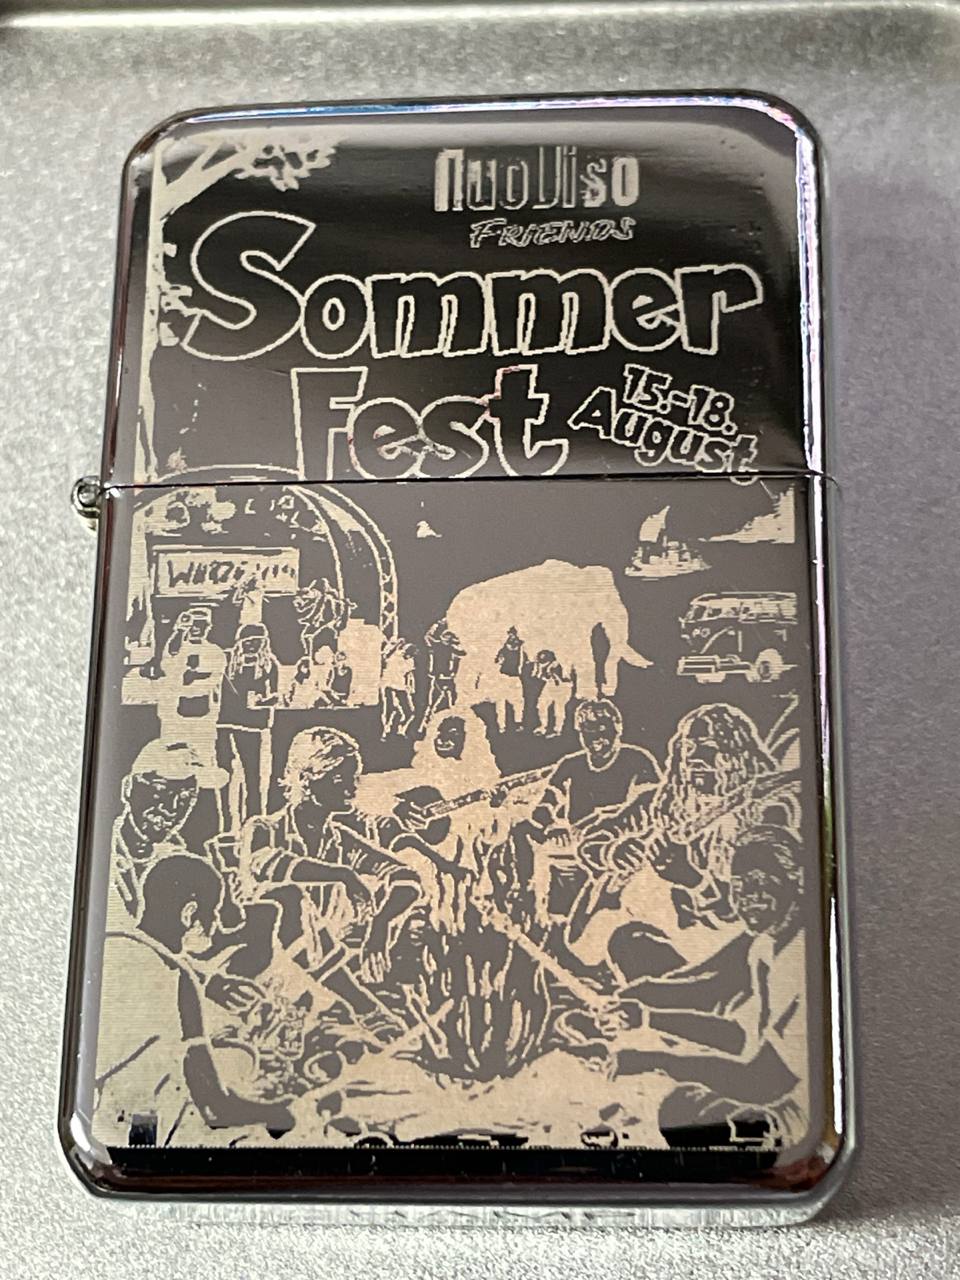 NuoViso
FRIENDS
Sommer
Fest
15.-18.
August